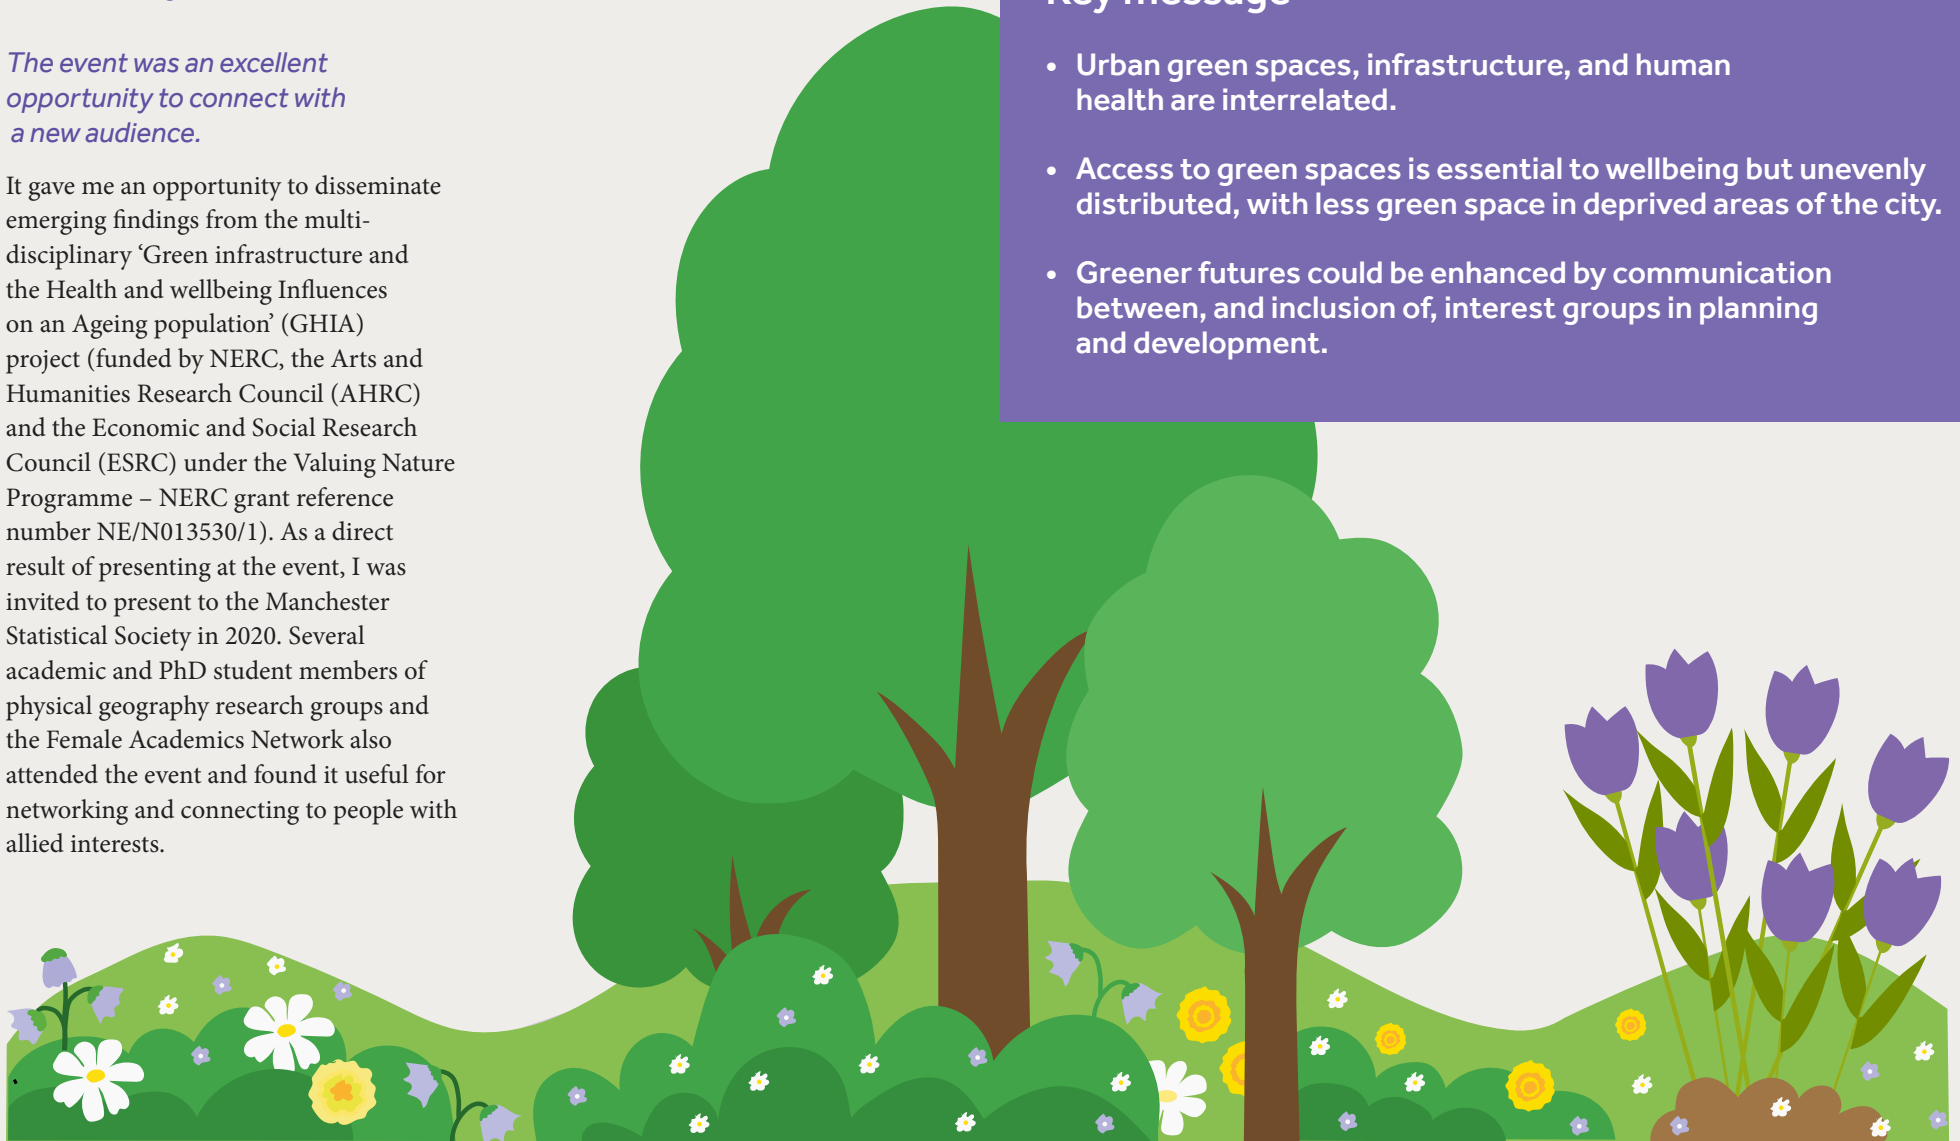 The event was an excellent
opportunity to connect with
a new audience.
It gave me an opportunity to disseminate
emerging findings from the multi-
disciplinary ‘Green infrastructure and
the Health and wellbeing Influences
on an Ageing population’ (GHIA)
project (funded by NERC, the Arts and
Humanities Research Council (AHRC)
and the Economic and Social Research
Council (ESRC) under the Valuing Nature
Programme – NERC grant reference
number NE/N013530/1). As a direct
result of presenting at the event, I was
invited to present to the Manchester
Statistical Society in 2020. Several
academic and PhD student members of
physical geography research groups and
the Female Academics Network also
attended the event and found it useful for
networking and connecting to people with
allied interests.
Key message
• Urban green spaces, infrastructure, and human
health are interrelated.
• Access to green spaces is essential to wellbeing but unevenly
distributed, with less green space in deprived areas of the city.
• Greener futures could be enhanced by communication
between, and inclusion of, interest groups in planning
and development.